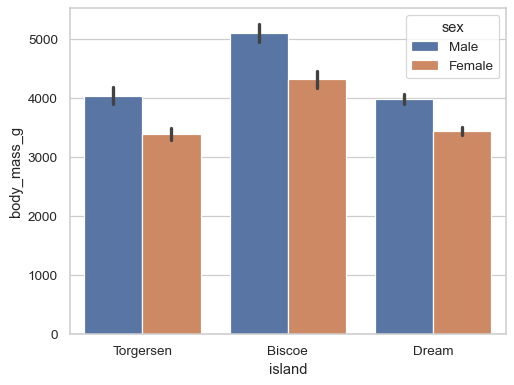 sex
Male
Female
5000
4000
3000
2000
1000
0
body_mass_g
Torgersen Biscoe Dream
island